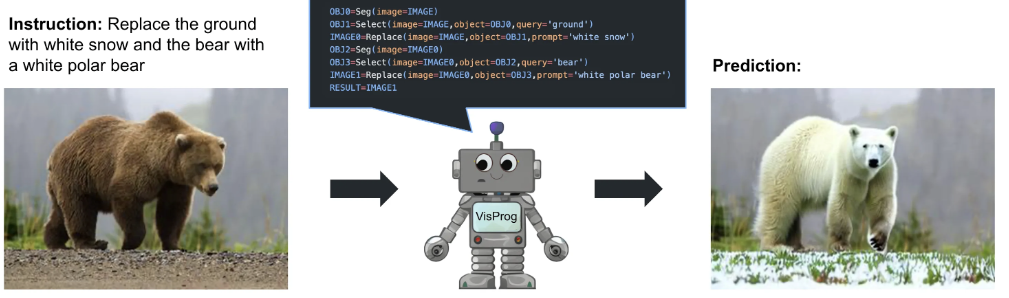 Instruction: Replace the ground
with white snow and the bear with
a white polar bear
OBJ0=Seg(image=IMAGE)
OBJ1=Select(image=IMAGE,object=OBJ0,query='ground')
IMAGE0=Replace(image=IMAGE,object=OBJ1,prompt='white snow')
OBJ2=Seg(image=IMAGE0)
OBJ3=Select(image=IMAGE0,object=OBJ2,query='bear')
IMAGE1=Replace(image=IMAGE0,object=OBJ3,prompt='white polar bear')
RESULT=IMAGE1
VisProg
Prediction: